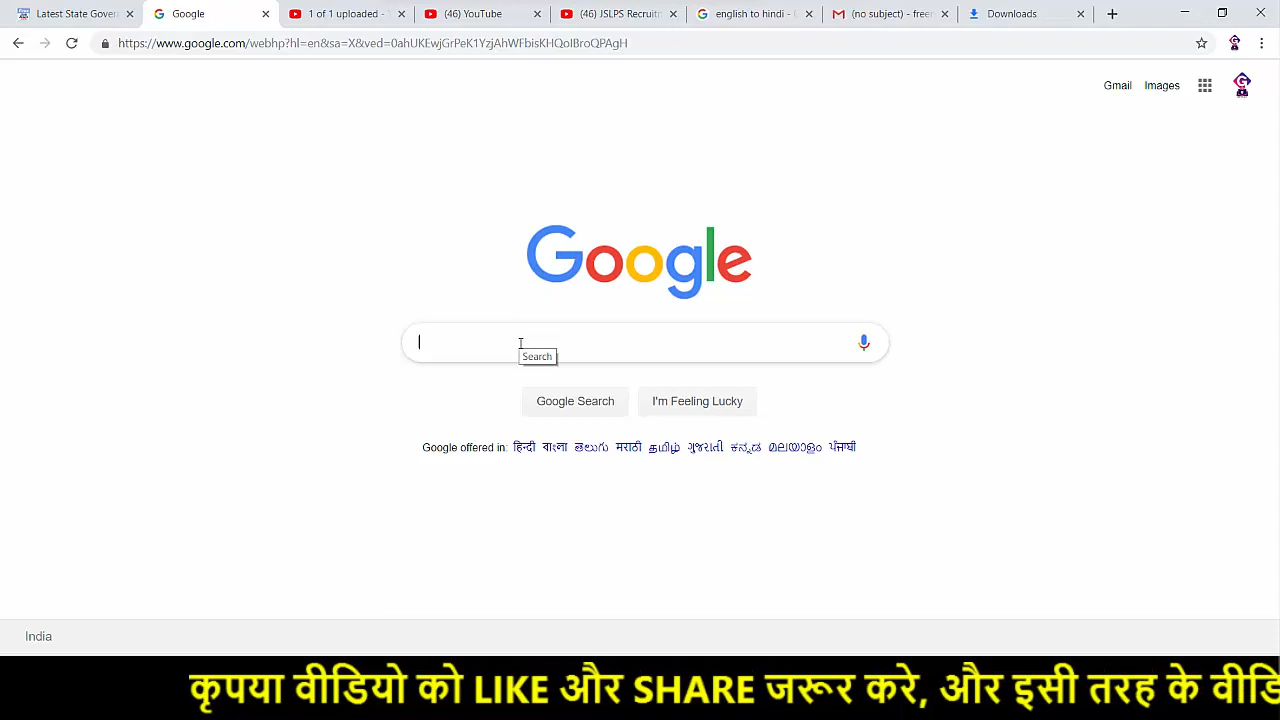 Latest State Gover
Google
1 of 1 uploaded - Y
(46) YouTube
(46) JSLPS Recruitm
english to hindi - G
(no subject) - freer
Downloads
https://www.google.com/webhp?hl=en&sa=X&ved=0ahUKEwjGrPeK1YzjAhWFbisKHQoIBroQPAgH
Gmail Images
Google
Search
Google Search I'm Feeling Lucky
Google offered in: हिन्दी বাংলা తెలుగు मराठी தமிழ் ગુજરાતી ಕನ್ನಡ മലയാളം ਪੰਜਾਬੀ
India
कृपया वीडियो को LIKE और SHARE जरूर करे, और इसी तरह के वीडि